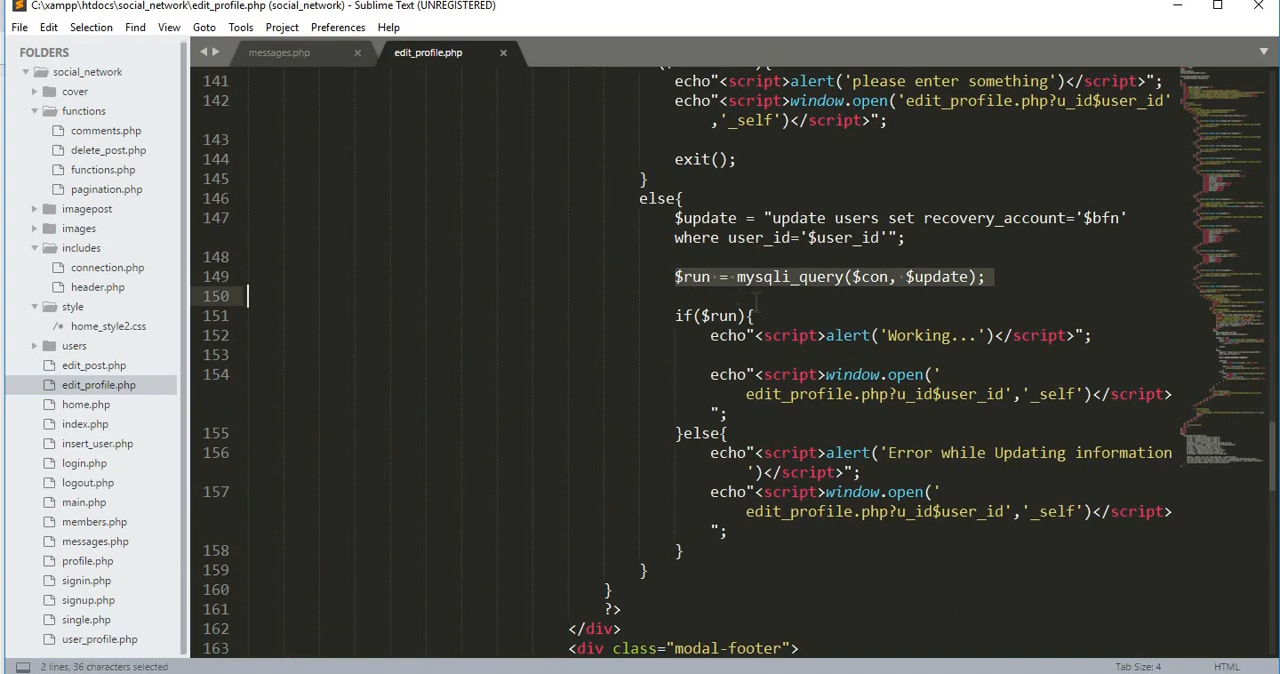 C:\xampp\htdocs\social_network\edit_profile.php (social_network) - Sublime Text (UNREGISTERED)
File Edit Selection Find View Goto Tools Project Preferences Help
FOLDERS
social_network
cover
functions
comments.php
delete_post.php
functions.php
pagination.php
imagepost
images
includes
connection.php
header.php
style
home_style2.css
users
edit_post.php
edit_profile.php
home.php
index.php
insert_user.php
login.php
logout.php
main.php
members.php
messages.php
profile.php
signin.php
signup.php
single.php
user_profile.php
messages.php edit_profile.php
141 echo"<script>alert('please enter something')</script>";
142 echo"<script>window.open('edit_profile.php?u_id$user_id'
,'_self')</script>";
143
144 exit();
145 }
146 else{
147 $update = "update users set recovery_account='$bfn'
where user_id='$user_id'";
148
149 $run = mysqli_query($con, $update);
150
151 if($run){
152 echo"<script>alert('Working...')</script>";
153
154 echo"<script>window.open('
edit_profile.php?u_id$user_id','_self')</script>
";
155 }else{
156 echo"<script>alert('Error while Updating information
')</script>";
157 echo"<script>window.open('
edit_profile.php?u_id$user_id','_self')</script>
";
158 }
159 }
160 }
161 ?>
162 </div>
163 <div class="modal-footer">
2 lines, 36 characters selected Tab Size: 4 HTML